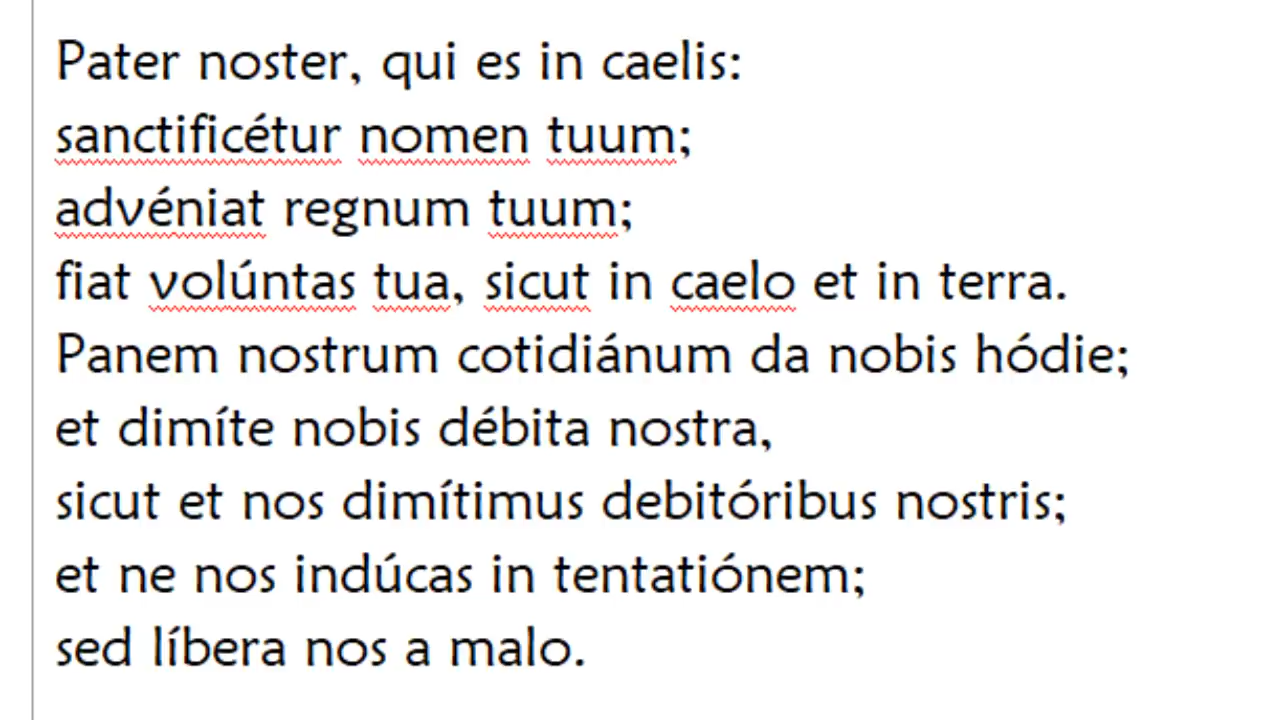 Pater noster, qui es in caelis:
sanctificétur nomen tuum;
advéniat regnum tuum;
fiat volúntas tua, sicut in caelo et in terra.
Panem nostrum cotidiánum da nobis hódie;
et dimíte nobis débita nostra,
sicut et nos dimítimus debitóribus nostris;
et ne nos indúcas in tentatiónem;
sed líbera nos a malo.